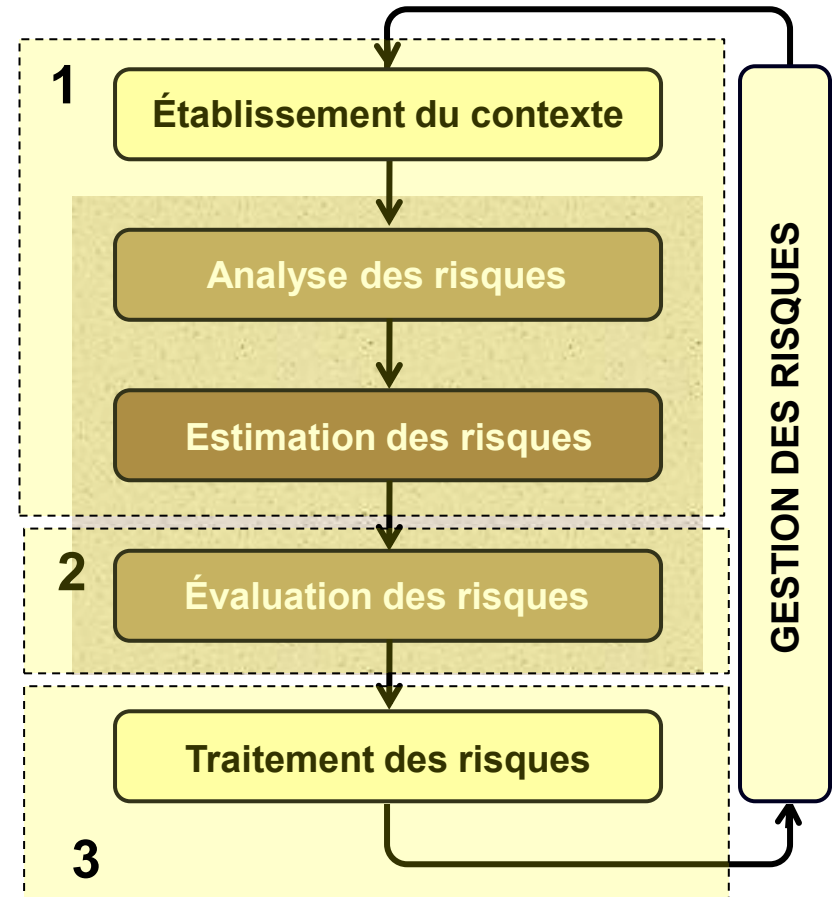 1
Établissement du contexte
Analyse des risques
Estimation des risques
2
Évaluation des risques
Traitement des risques
3
GESTION DES RISQUES